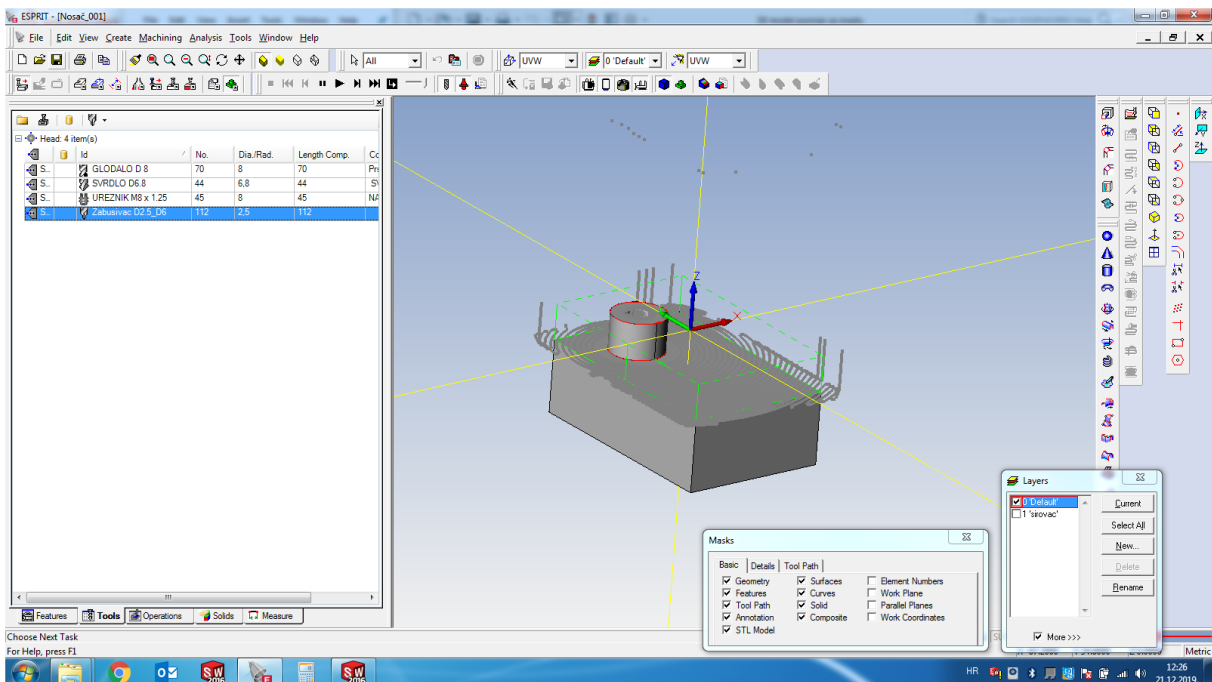 ESPRIT - [Nosač_001]
File Edit View Create Machining Analysis Tools Window Help
All UVW 0 'Default' UVW
Head: 4 item(s)
Id No. Dia./Rad. Length Comp.
S.. GLODALO D 8 70 8 70
S.. SVRDLO D6.8 44 6,8 44
S.. UREZNIK M8 x 1.25 45 8 45
S.. Zabusivac D2.5_D6 112 2,5 112
Z
X
Layers
0 'Default'
1 'sirovac'
Current
Select All
New...
Delete
Rename
More >>>
Masks
Basic Details Tool Path
Geometry Surfaces Element Numbers
Features Curves Work Plane
Tool Path Solid Parallel Planes
Annotation Composite Work Coordinates
STL Model
Features Tools Operations Solids Measure
Choose Next Task
For Help, press F1
Metric
HR
12:26
21.12.2019